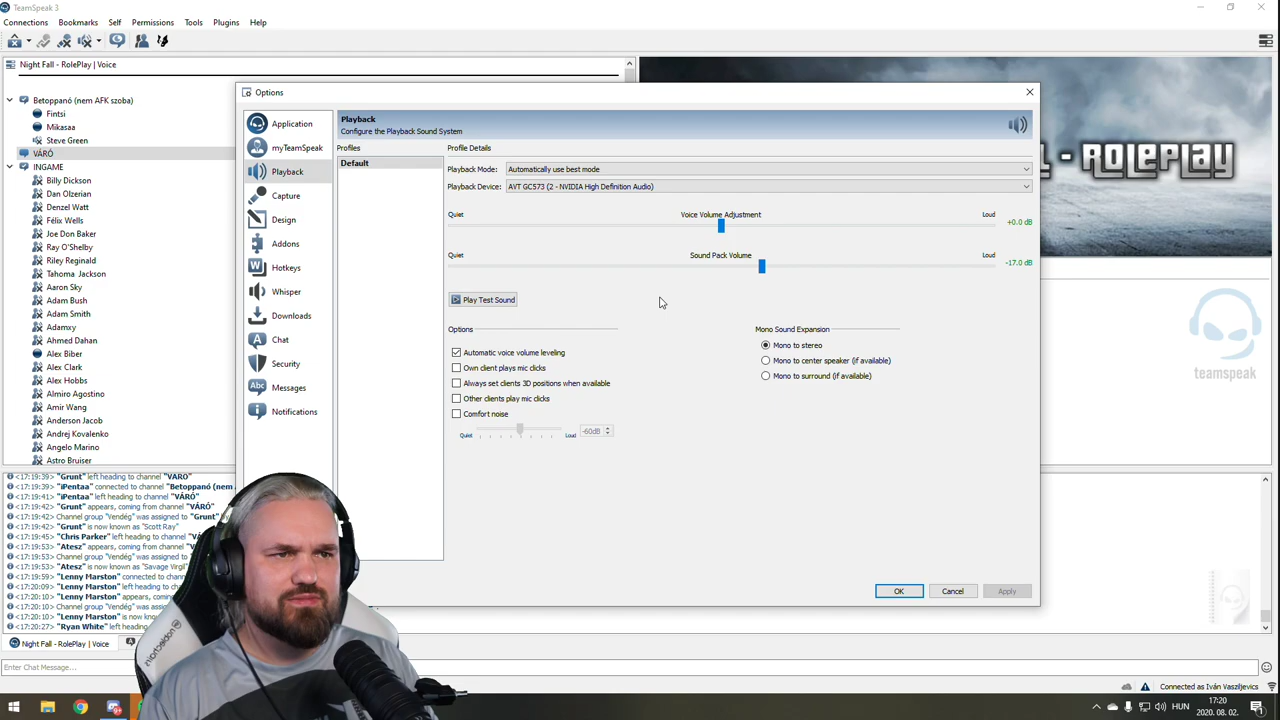 TeamSpeak 3
Connections Bookmarks Self Permissions Tools Plugins Help
Night Fall - RolePlay | Voice
Betoppanó (nem AFK szoba)
Fintsi
Mikasaa
Steve Green
VÁRÓ
INGAME
Billy Dickson
Dan Olzerian
Denzel Watt
Félix Wells
Joe Don Baker
Ray O'Shelby
Riley Reginald
Tahoma Jackson
Aaron Sky
Adam Bush
Adam Smith
Adamxy
Ahmed Dahan
Alex Biber
Alex Clark
Alex Hobbs
Almiro Agostino
Amir Wang
Anderson Jacob
Andrej Kovalenko
Angelo Marino
Astro Bruiser
- ROLEPLAY
teamspeak
Options
Application
myTeamSpeak
Playback
Capture
Design
Addons
Hotkeys
Whisper
Downloads
Chat
Security
Messages
Notifications
Playback
Configure the Playback Sound System
Profiles
Default
Profile Details
Playback Mode: Automatically use best mode
Playback Device: AVT GC573 (2 - NVIDIA High Definition Audio)
Quiet Voice Volume Adjustment Loud +0.0 dB
Quiet Sound Pack Volume Loud -17.0 dB
Play Test Sound
Options
Automatic voice volume leveling
Own client plays mic clicks
Always set clients 3D positions when available
Other clients play mic clicks
Comfort noise
Quiet Loud -60dB
Mono Sound Expansion
Mono to stereo
Mono to center speaker (if available)
Mono to surround (if available)
OK Cancel Apply
<17:19:39> "Grunt" left heading to channel "VÁRÓ"
<17:19:39> "iPentaa" connected to channel "Betoppanó (nem
<17:19:41> "iPentaa" left heading to channel "VÁRÓ"
<17:19:42> "Grunt" appears, coming from channel "VÁRÓ"
<17:19:42> Channel group "Vendég" was assigned to "Grunt" by
<17:19:42> "Grunt" is now known as "Scott Ray"
<17:19:45> "Chris Parker" left heading to channel
<17:19:53> "Atesz" appears, coming from channel
<17:19:53> Channel group "Vendég" was assigned
<17:19:53> "Atesz" is now known as "Savage Virgil"
<17:19:59> "Lenny Marston" connected to
<17:20:10> "Lenny Marston" left heading
<17:20:10> "Lenny Marston" appears,
<17:20:10> Channel group "Vendég"
<17:20:10> "Lenny Marston" is now
<17:20:27> "Ryan White" left heading
Night Fall - RolePlay | Voice
Enter Chat Message...
Connected as Iván Vasziljevics
noblechairs
HUN
17:20
2020. 08. 02.